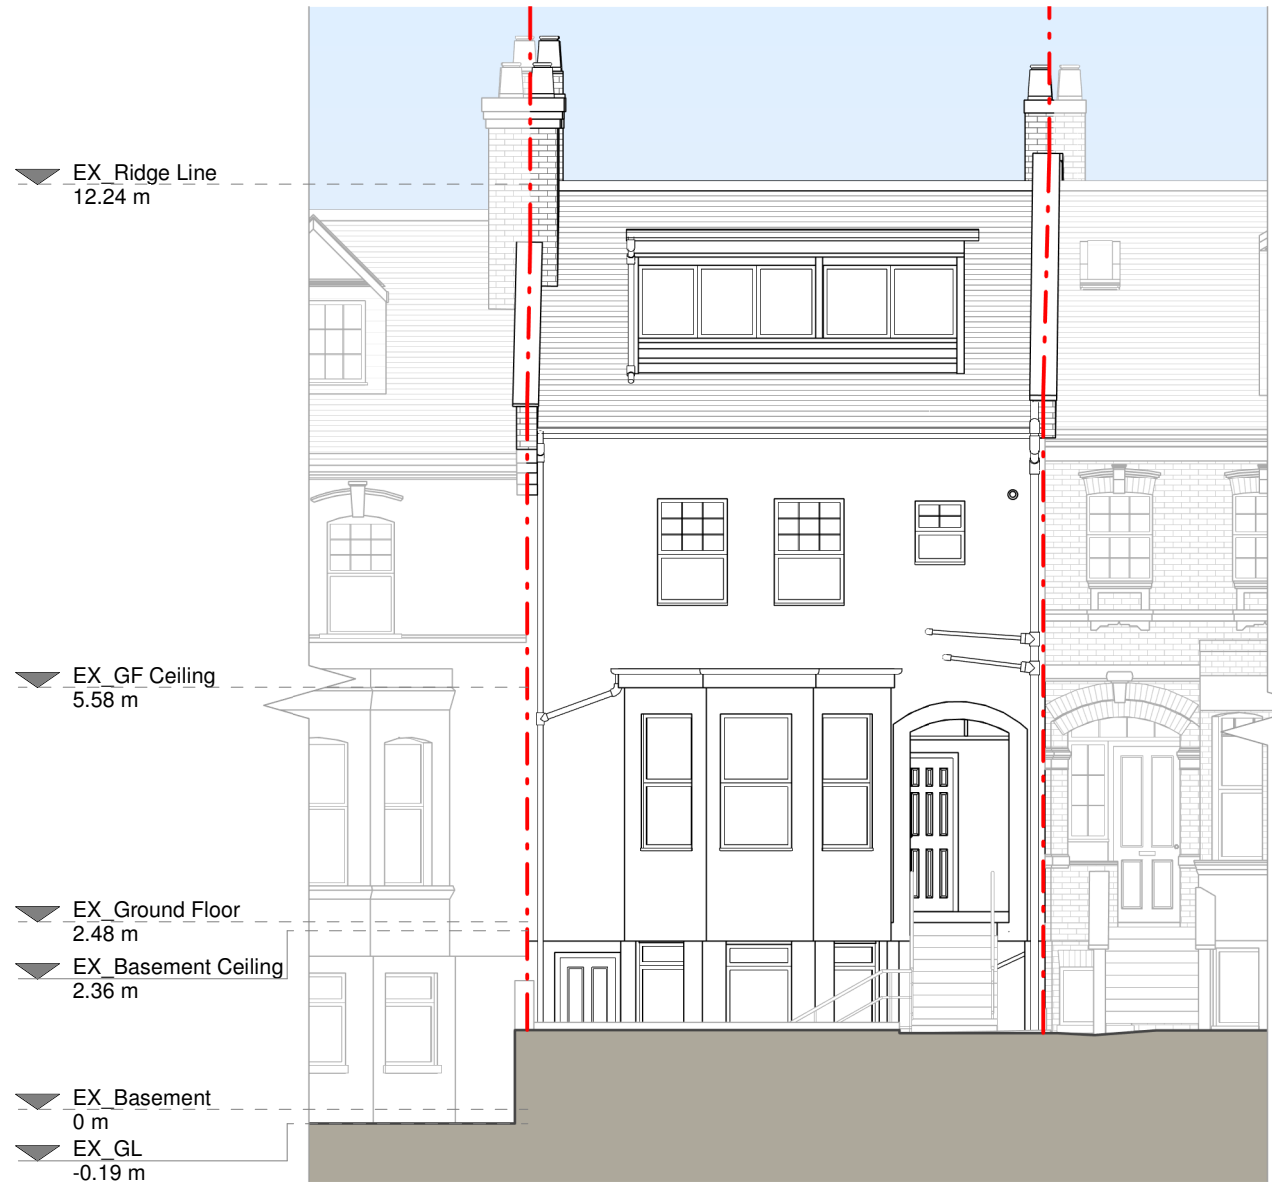 EX_Ridge Line
12.24 m
EX_GF Ceiling
5.58 m
EX_Ground Floor
2.48 m
EX_Basement Ceiling
2.36 m
EX_Basement
0 m
EX_GL
-0.19 m